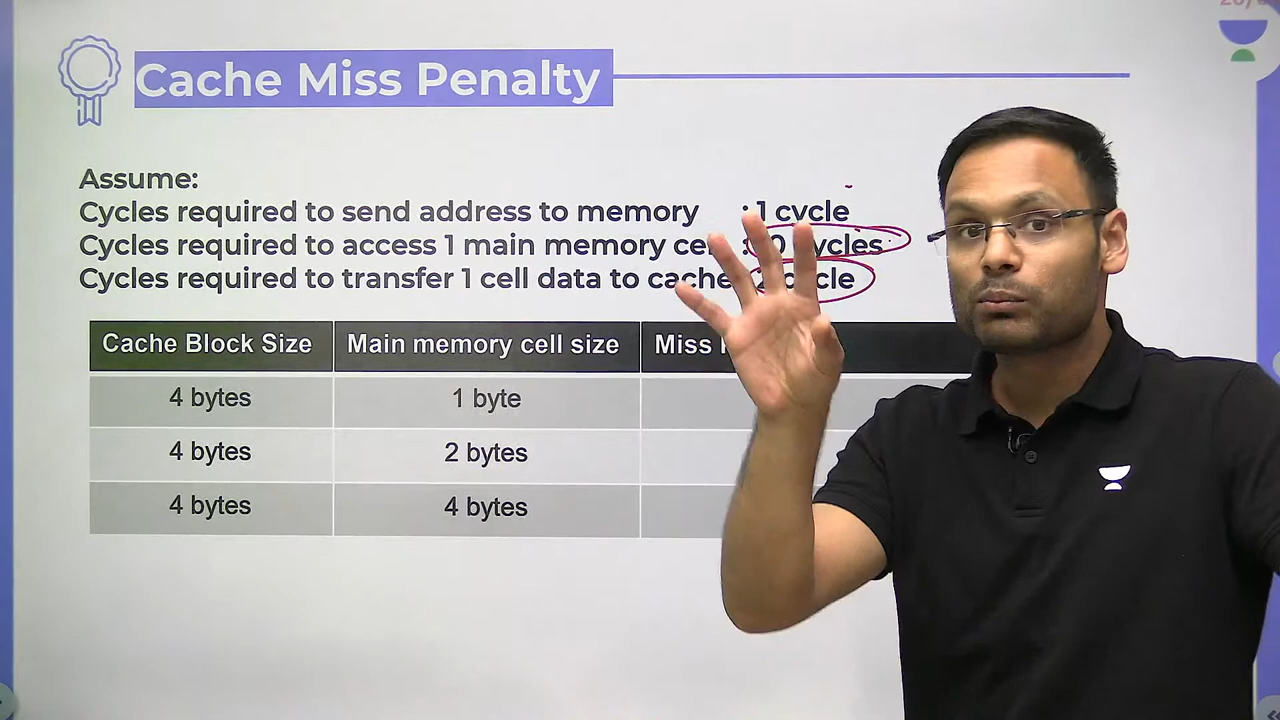 Cache Miss Penalty
Assume:
Cycles required to send address to memory : 1 cycle
Cycles required to access 1 main memory : cycles
Cycles required to transfer 1 cell data to cache
Cache Block Size Main memory cell size Miss
4 bytes 1 byte
4 bytes 2 bytes
4 bytes 4 bytes